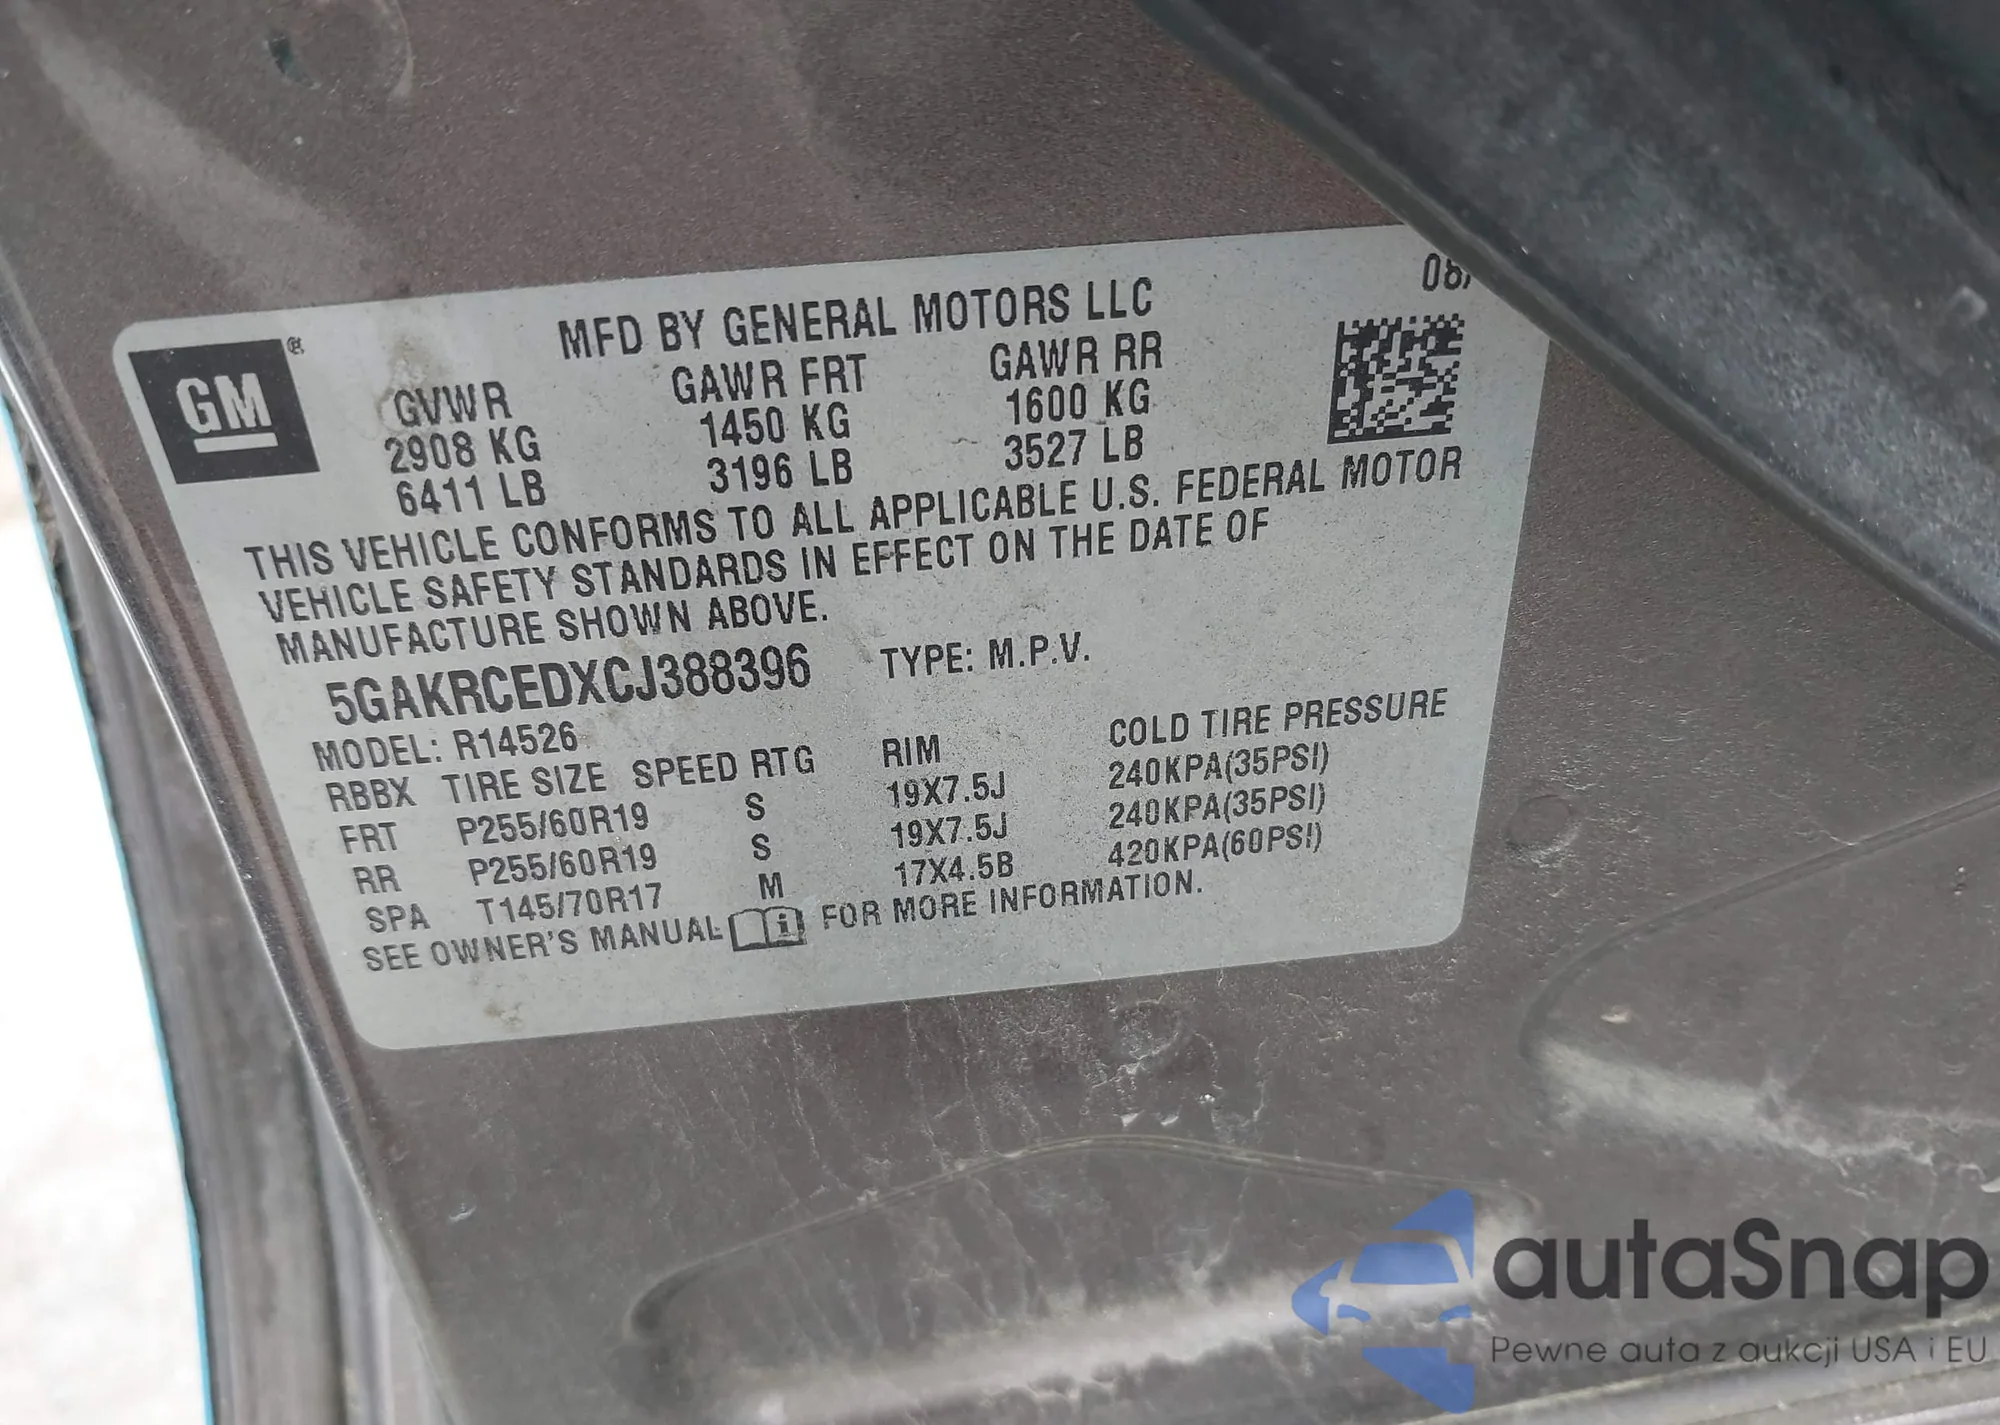 08/
MFD BY GENERAL MOTORS LLC
GM ®
GVWR GAWR FRT GAWR RR
2908 KG 1450 KG 1600 KG
6411 LB 3196 LB 3527 LB
THIS VEHICLE CONFORMS TO ALL APPLICABLE U.S. FEDERAL MOTOR
VEHICLE SAFETY STANDARDS IN EFFECT ON THE DATE OF
MANUFACTURE SHOWN ABOVE.
5GAKRCEDXCJ388396 TYPE: M.P.V.
MODEL: R14526
RBBX TIRE SIZE SPEED RTG RIM COLD TIRE PRESSURE
FRT P255/60R19 S 19X7.5J 240KPA(35PSI)
RR P255/60R19 S 19X7.5J 240KPA(35PSI)
SPA T145/70R17 M 17X4.5B 420KPA(60PSI)
SEE OWNER'S MANUAL i FOR MORE INFORMATION.
autaSnap
Pewne auta z aukcji USA i EU